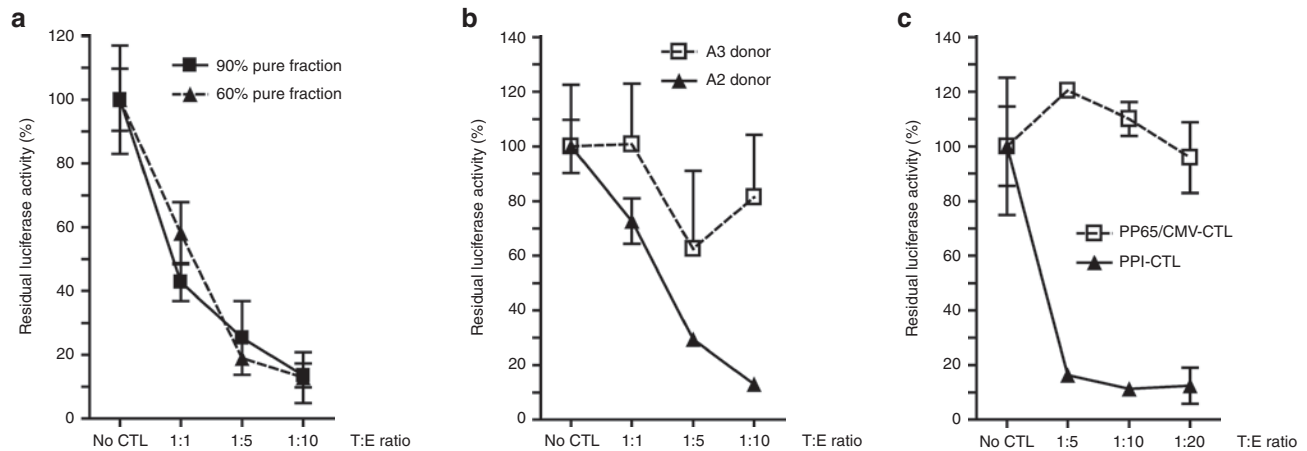 a
Residual luciferase activity (%)
120
100
80
60
40
20
0
90% pure fraction
60% pure fraction
No CTL 1:1 1:5 1:10 T:E ratio
b
Residual luciferase activity (%)
140
120
100
80
60
40
20
0
A3 donor
A2 donor
No CTL 1:1 1:5 1:10 T:E ratio
c
Residual luciferase activity (%)
140
120
100
80
60
40
20
0
PP65/CMV-CTL
PPI-CTL
No CTL 1:5 1:10 1:20 T:E ratio